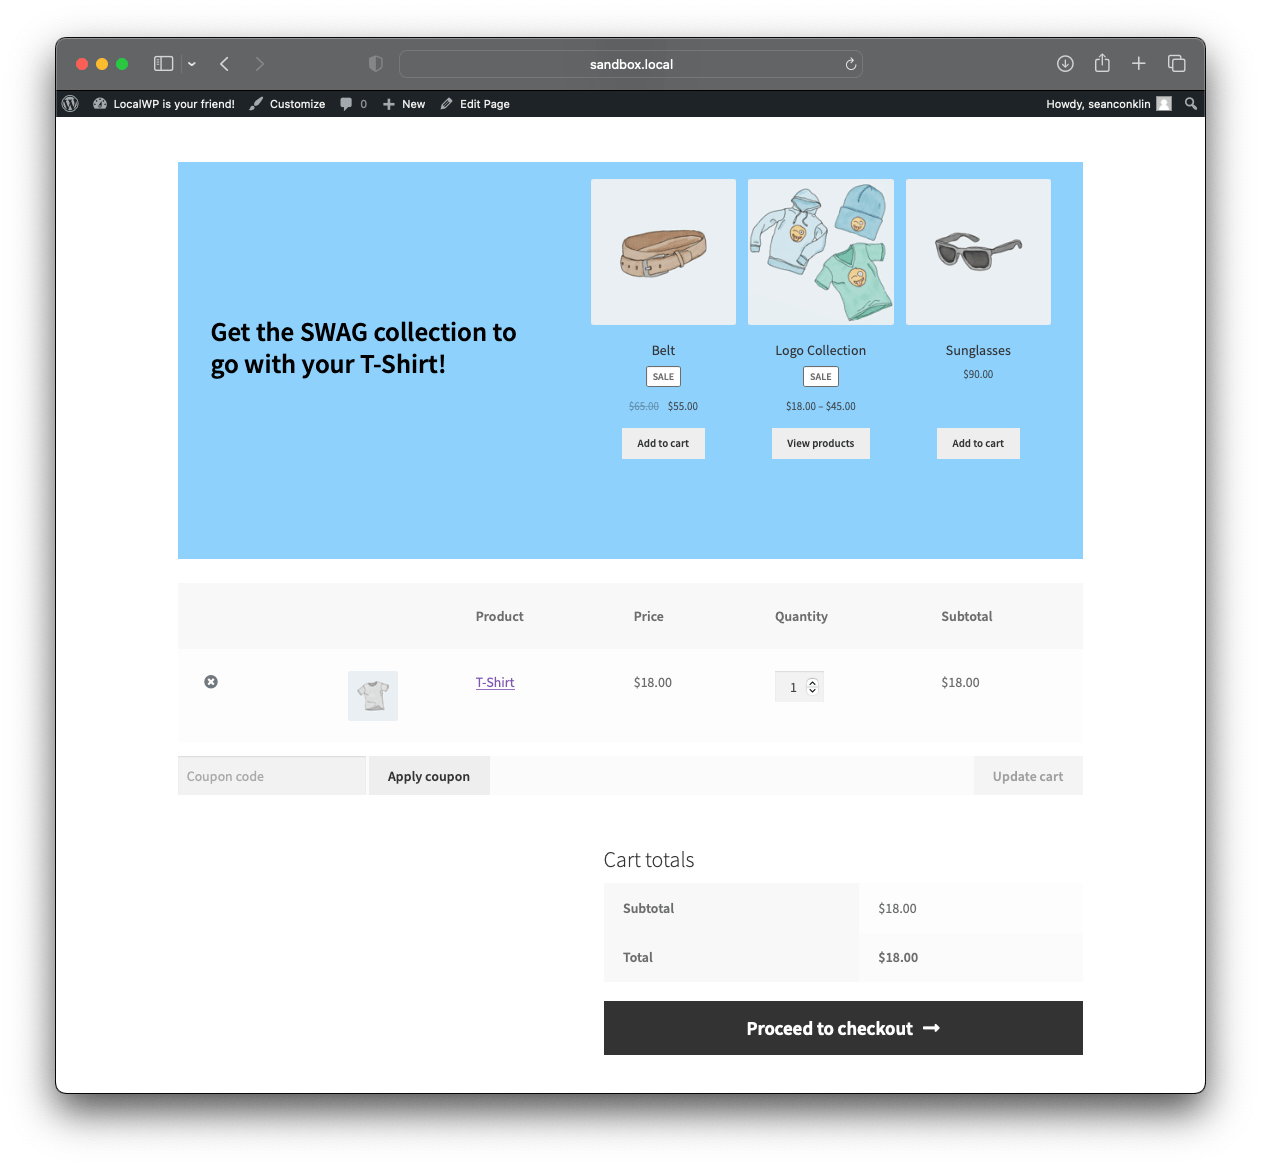 sandbox.local
LocalWP is your friend! Customize 0 New Edit Page Howdy, seanconklin
Get the SWAG collection to
go with your T-Shirt!
Belt
SALE
$65.00 $55.00
Add to cart
Logo Collection
SALE
$18.00 – $45.00
View products
Sunglasses
$90.00
Add to cart
Product Price Quantity Subtotal
T-Shirt $18.00 1 $18.00
Coupon code Apply coupon Update cart
Cart totals
Subtotal $18.00
Total $18.00
Proceed to checkout →